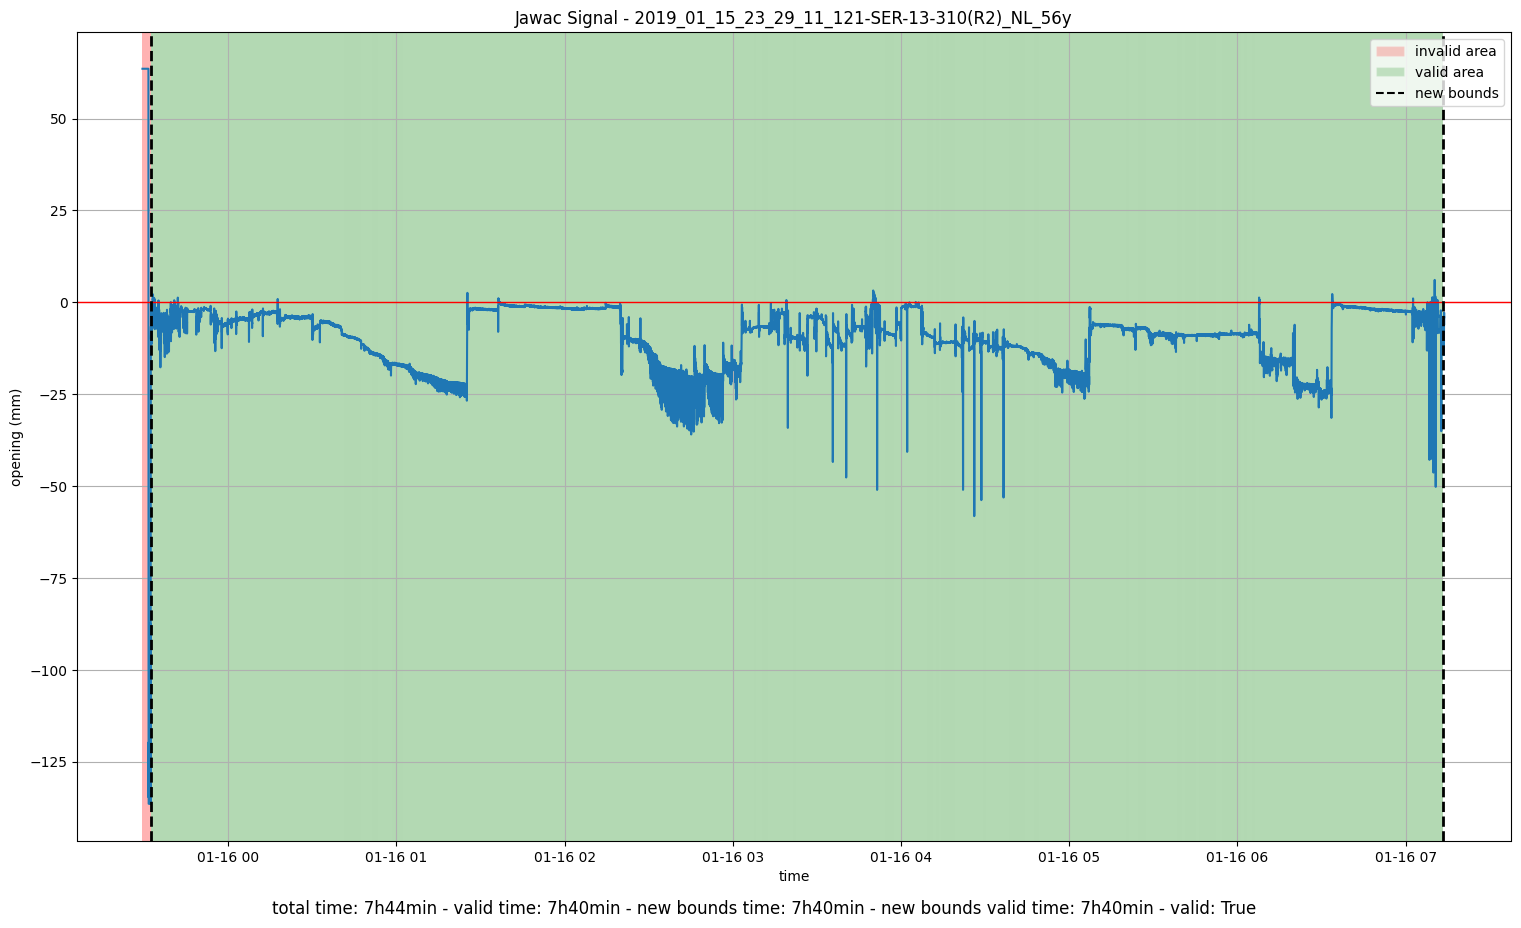 Jawac Signal - 2019_01_15_23_29_11_121-SER-13-310(R2)_NL_56y
invalid area
valid area
new bounds
50
25
0
−25
−50
−75
−100
−125
opening (mm)
01-16 00
01-16 01
01-16 02
01-16 03
01-16 04
01-16 05
01-16 06
01-16 07
time
total time: 7h44min - valid time: 7h40min - new bounds time: 7h40min - new bounds valid time: 7h40min - valid: True